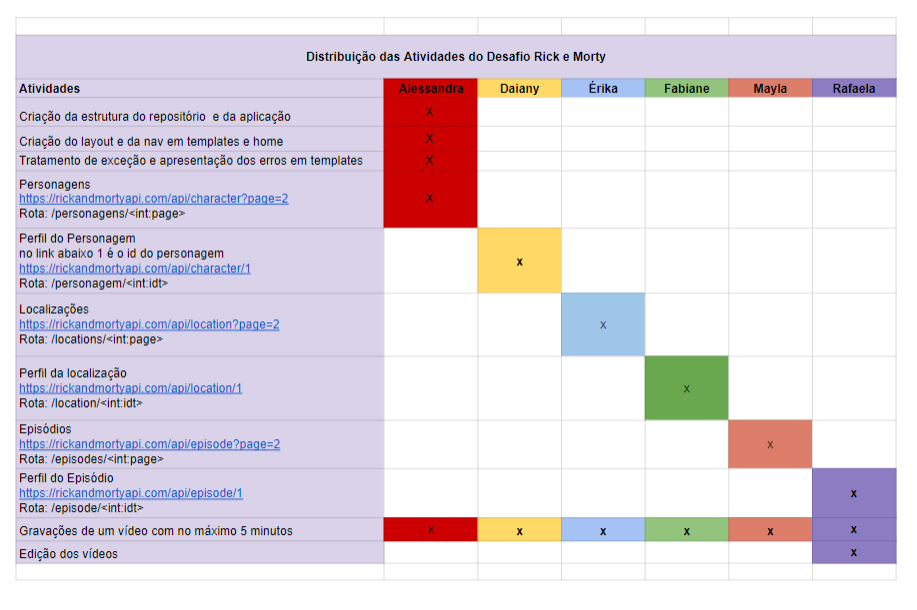 Distribuição das Atividades do Desafio Rick e Morty
Atividades Alessandra Daiany Érika Fabiane Mayla Rafaela
Criação da estrutura do repositório e da aplicação X
Criação do layout e da nav em templates e home X
Tratamento de exceção e apresentação dos erros em templates X
Personagens
https://rickandmortyapi.com/api/character?page=2 X
Rota: /personagens/<int:page>
Perfil do Personagem
no link abaixo 1 é o id do personagem
https://rickandmortyapi.com/api/character/1 x
Rota: /personagem/<int:idt>
Localizações
https://rickandmortyapi.com/api/location?page=2 x
Rota: /locations/<int:page>
Perfil da localização
https://rickandmortyapi.com/api/location/1 x
Rota: /location/<int:idt>
Episódios
https://rickandmortyapi.com/api/episode?page=2 x
Rota: /episodes/<int:page>
Perfil do Episódio
https://rickandmortyapi.com/api/episode/1 x
Rota: /episode/<int:idt>
Gravações de um vídeo com no máximo 5 minutos x x x x x x
Edição dos vídeos x